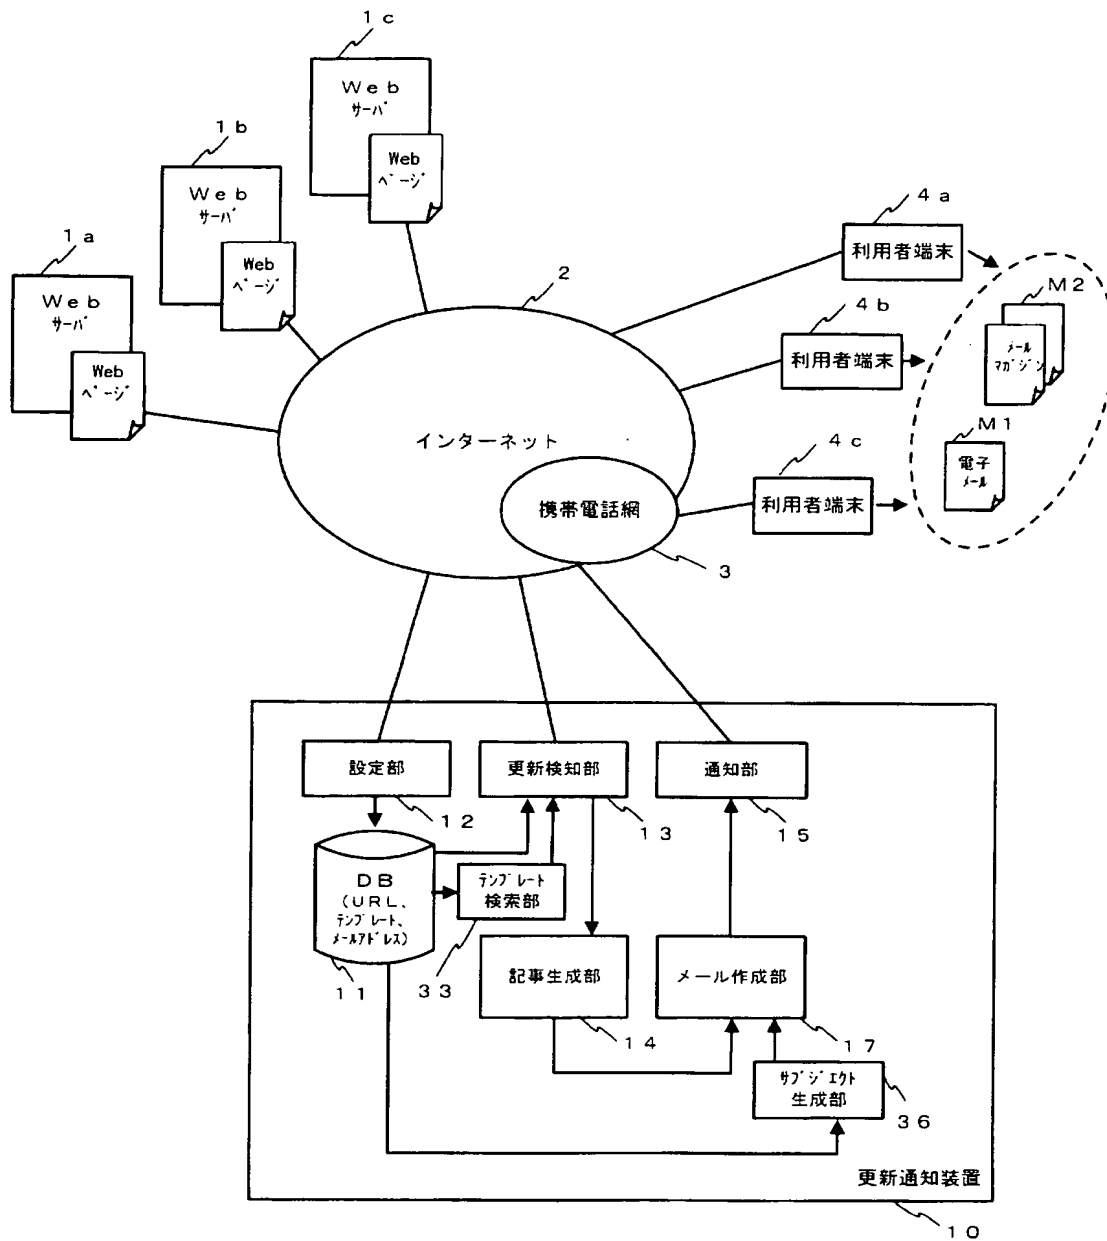 1c
Web
サーバ
Web
ページ
1b
Web
サーバ
Web
ページ
1a
Web
サーバ
Web
ページ
2
インターネット
携帯電話網
3
4a
利用者端末
4b
利用者端末
4c
利用者端末
M2
メール
マガジン
M1
電子
メール
設定部
12
更新検知部
13
通知部
15
DB
(URL、
テンプレート、
メールアドレス)
11
テンプレート
検索部
33
記事生成部
14
メール作成部
17
サブジェクト
生成部
36
更新通知装置
10